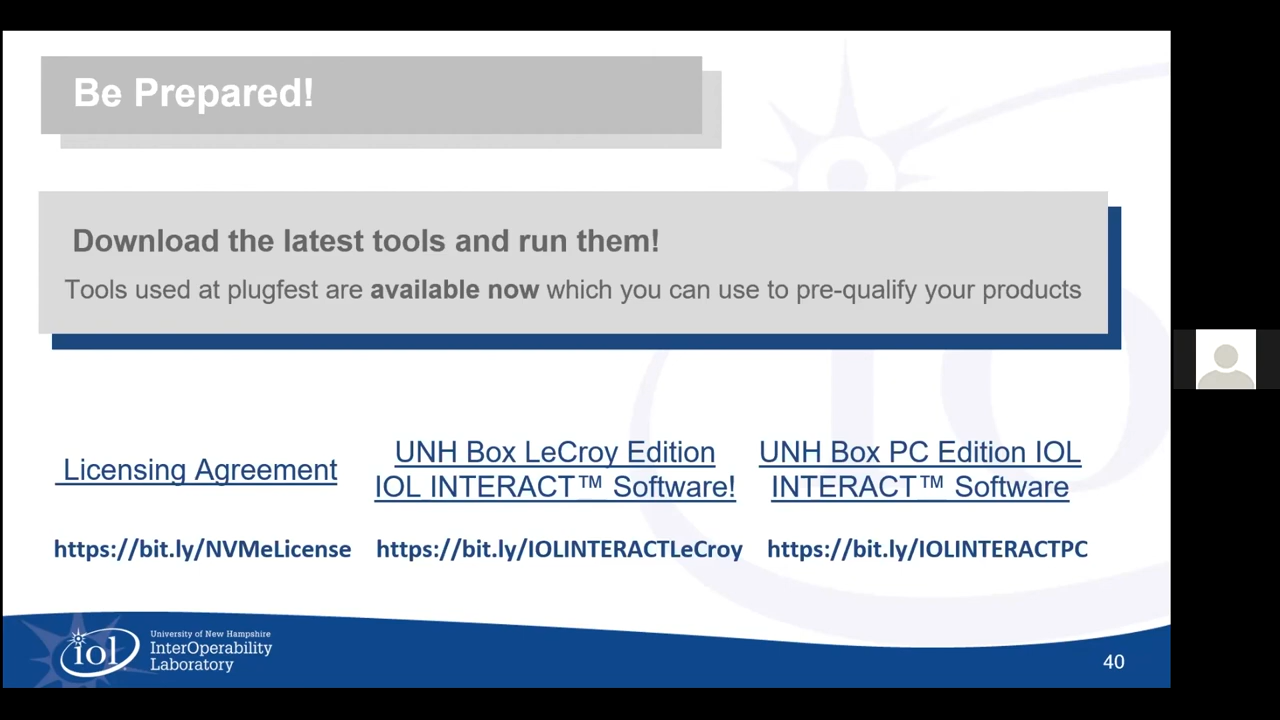 Be Prepared!
Download the latest tools and run them!
Tools used at plugfest are available now which you can use to pre-qualify your products
Licensing Agreement
UNH Box LeCroy Edition
IOL INTERACT™ Software!
UNH Box PC Edition IOL
INTERACT™ Software
https://bit.ly/NVMeLicense
https://bit.ly/IOLINTERACTLeCroy
https://bit.ly/IOLINTERACTPC
iol
University of New Hampshire
InterOperability
Laboratory
40